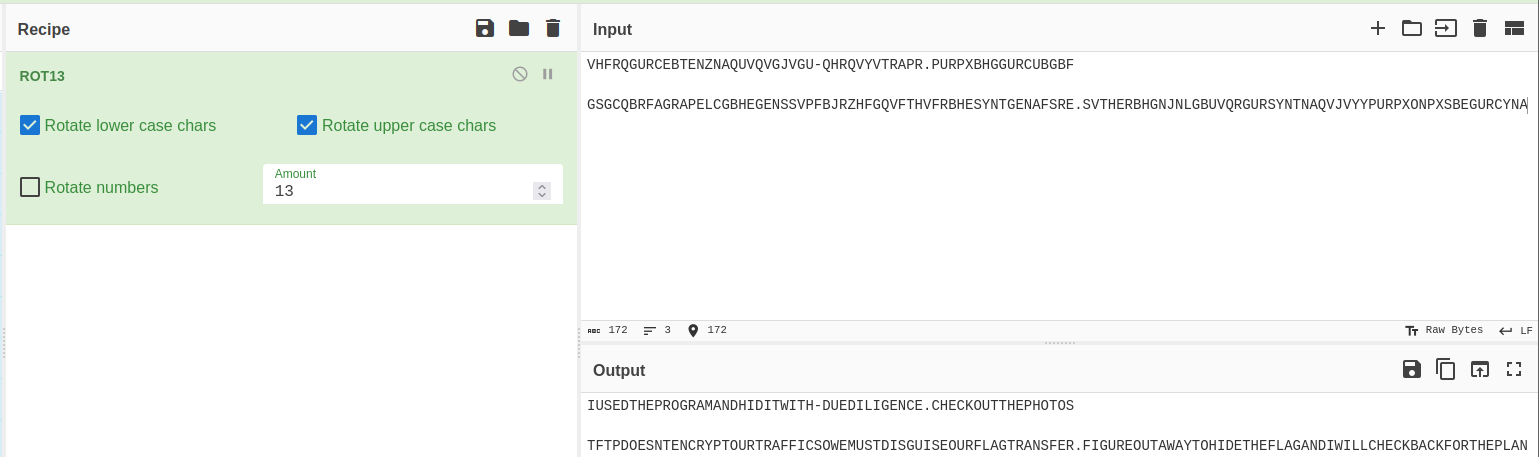 Recipe
Input
ROT13
Rotate lower case chars
Rotate upper case chars
Rotate numbers
Amount
13
VHFRQGURCEBTENZNAQUVQVGJVGU-QHRQVYVTRAPR.PURPXBHGGURCUBGBF
GSGCQBRFAGRAPELCGBHEGENSSVPFBJRZHFGQVFTHVFRBHESYNTGENAFSRE.SVTHERBHGNJNLGBUVQRGURSYNTNAQVJVYYPURPXONPXSBEGURCYNA
ABC 172 3 172
Raw Bytes LF
Output
IUSEDTHEPROGRAMANDHIDITWITH-DUEDILIGENCE.CHECKOUTTHEPHOTOS
TFTPDOESNTENCRYPTOURTRAFFICSOWEMUSTDISGUISEOURFLAGTRANSFER.FIGUREOUTAWAYTOHIDETHEFLAGANDIWILLCHECKBACKFORTHEPLAN